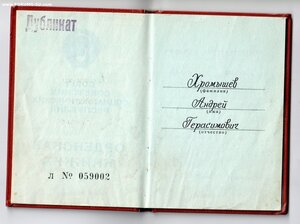 Дубликат
Л № 059002
Хромышев
(фамилия)
Андрей
(имя)
Герасимович
(отчество)